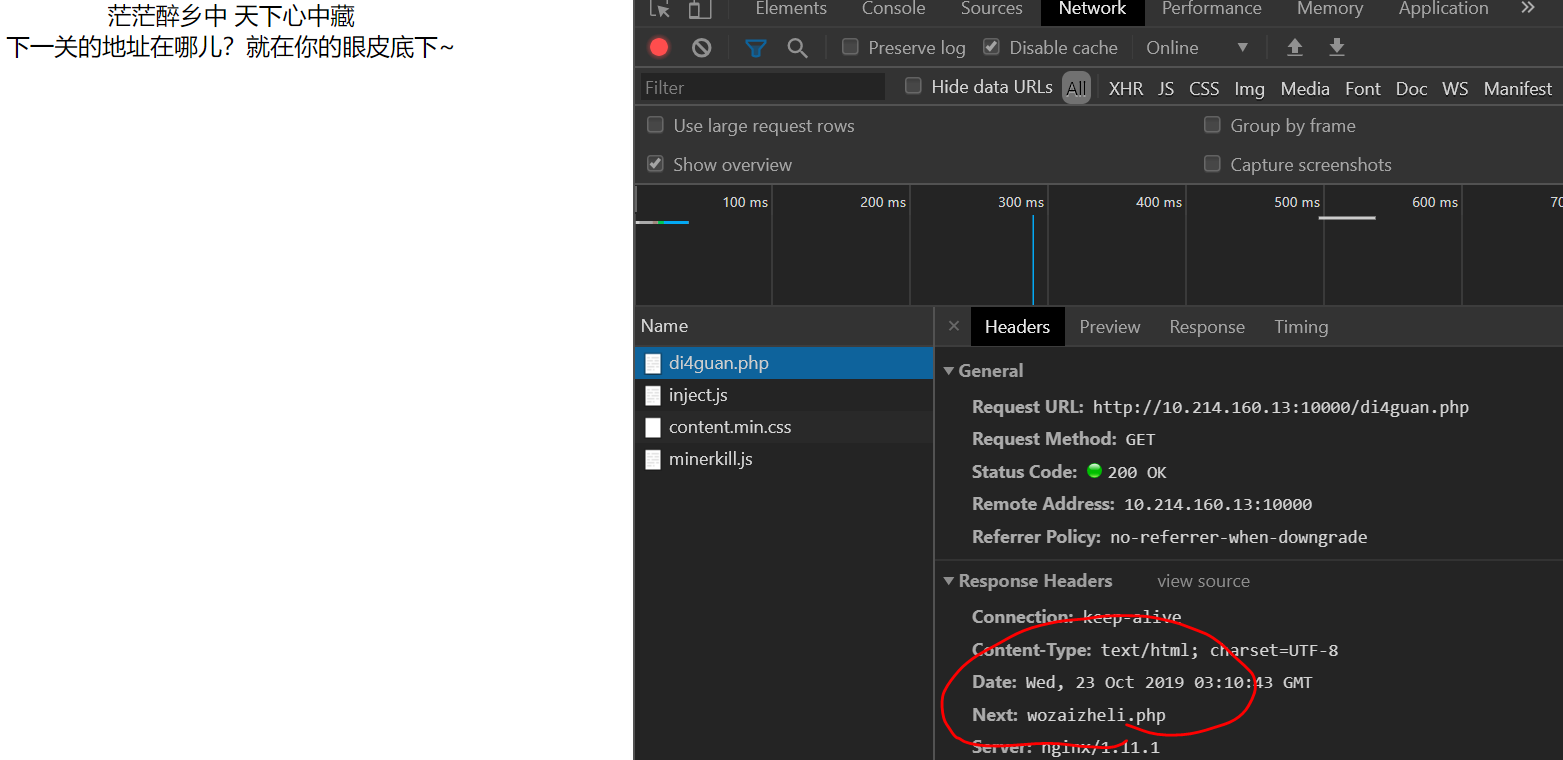 茫茫醉乡中 天下心中藏
下一关的地址在哪儿？就在你的眼皮底下~
Elements Console Sources Network Performance Memory Application »
Preserve log Disable cache Online ▼
Filter Hide data URLs All XHR JS CSS Img Media Font Doc WS Manifest
Use large request rows Group by frame
Show overview Capture screenshots
100 ms 200 ms 300 ms 400 ms 500 ms 600 ms 70
Name
di4guan.php
inject.js
content.min.css
minerkill.js
× Headers Preview Response Timing
▼ General
Request URL: http://10.214.160.13:10000/di4guan.php
Request Method: GET
Status Code: 200 OK
Remote Address: 10.214.160.13:10000
Referrer Policy: no-referrer-when-downgrade
▼ Response Headers view source
Connection: keep-alive
Content-Type: text/html; charset=UTF-8
Date: Wed, 23 Oct 2019 03:10:43 GMT
Next: wozaizheli.php
Server: nginx/1.11.1